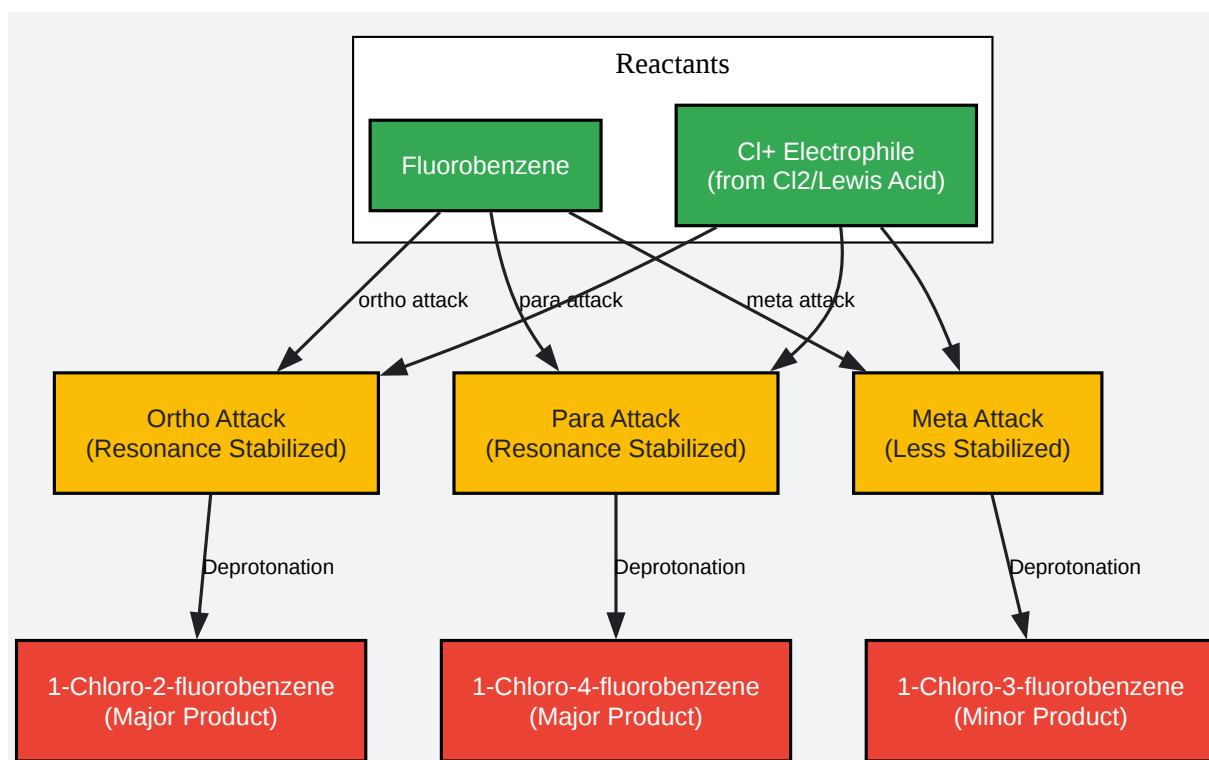 Reactants
Fluorobenzene
Cl+ Electrophile
(from Cl2/Lewis Acid)
ortho attack
para attack
meta attack
Ortho Attack
(Resonance Stabilized)
Para Attack
(Resonance Stabilized)
Meta Attack
(Less Stabilized)
Deprotonation
Deprotonation
Deprotonation
1-Chloro-2-fluorobenzene
(Major Product)
1-Chloro-4-fluorobenzene
(Major Product)
1-Chloro-3-fluorobenzene
(Minor Product)